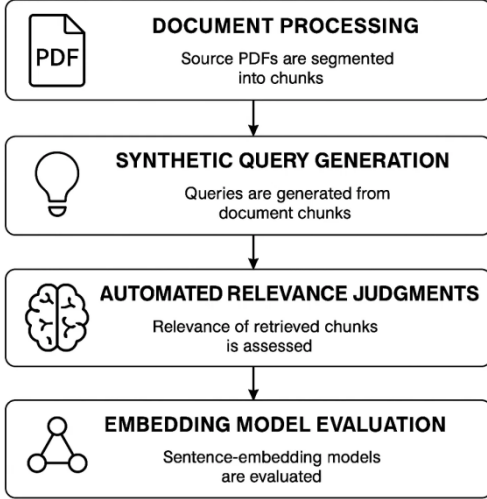 PDF
DOCUMENT PROCESSING
Source PDFs are segmented
into chunks
SYNTHETIC QUERY GENERATION
Queries are generated from
document chunks
AUTOMATED RELEVANCE JUDGMENTS
Relevance of retrieved chunks
is assessed
EMBEDDING MODEL EVALUATION
Sentence-embedding models
are evaluated